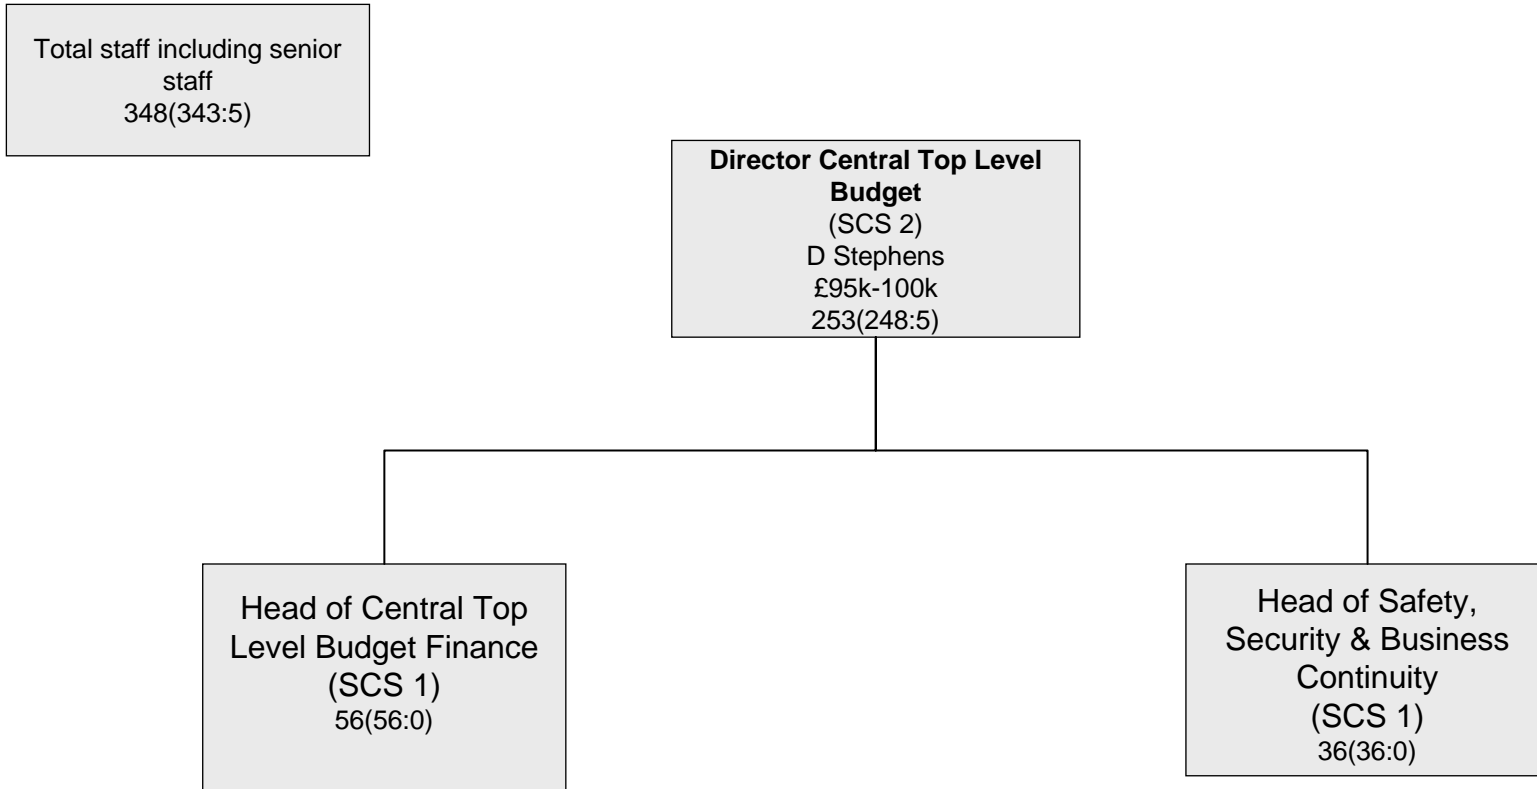 Total staff including senior
staff
348(343:5)
Director Central Top Level
Budget
(SCS 2)
D Stephens
£95k-100k
253(248:5)
Head of Central Top
Level Budget Finance
(SCS 1)
56(56:0)
Head of Safety,
Security & Business
Continuity
(SCS 1)
36(36:0)